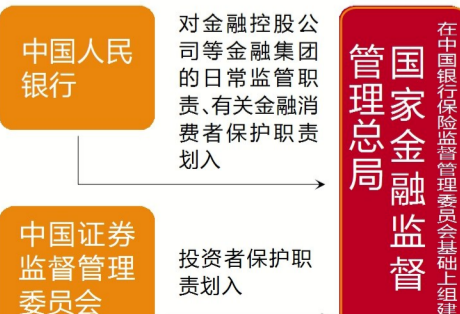 中国人民
银行
对金融控股公
司等金融集团
的日常监管职
责、有关金融消
费者保护职责
划入
中国证券
监督管理
委员会
投资者保护职
责划入
国家金融监督
管理总局
在中国银行保险监督管理委员会基础上组建